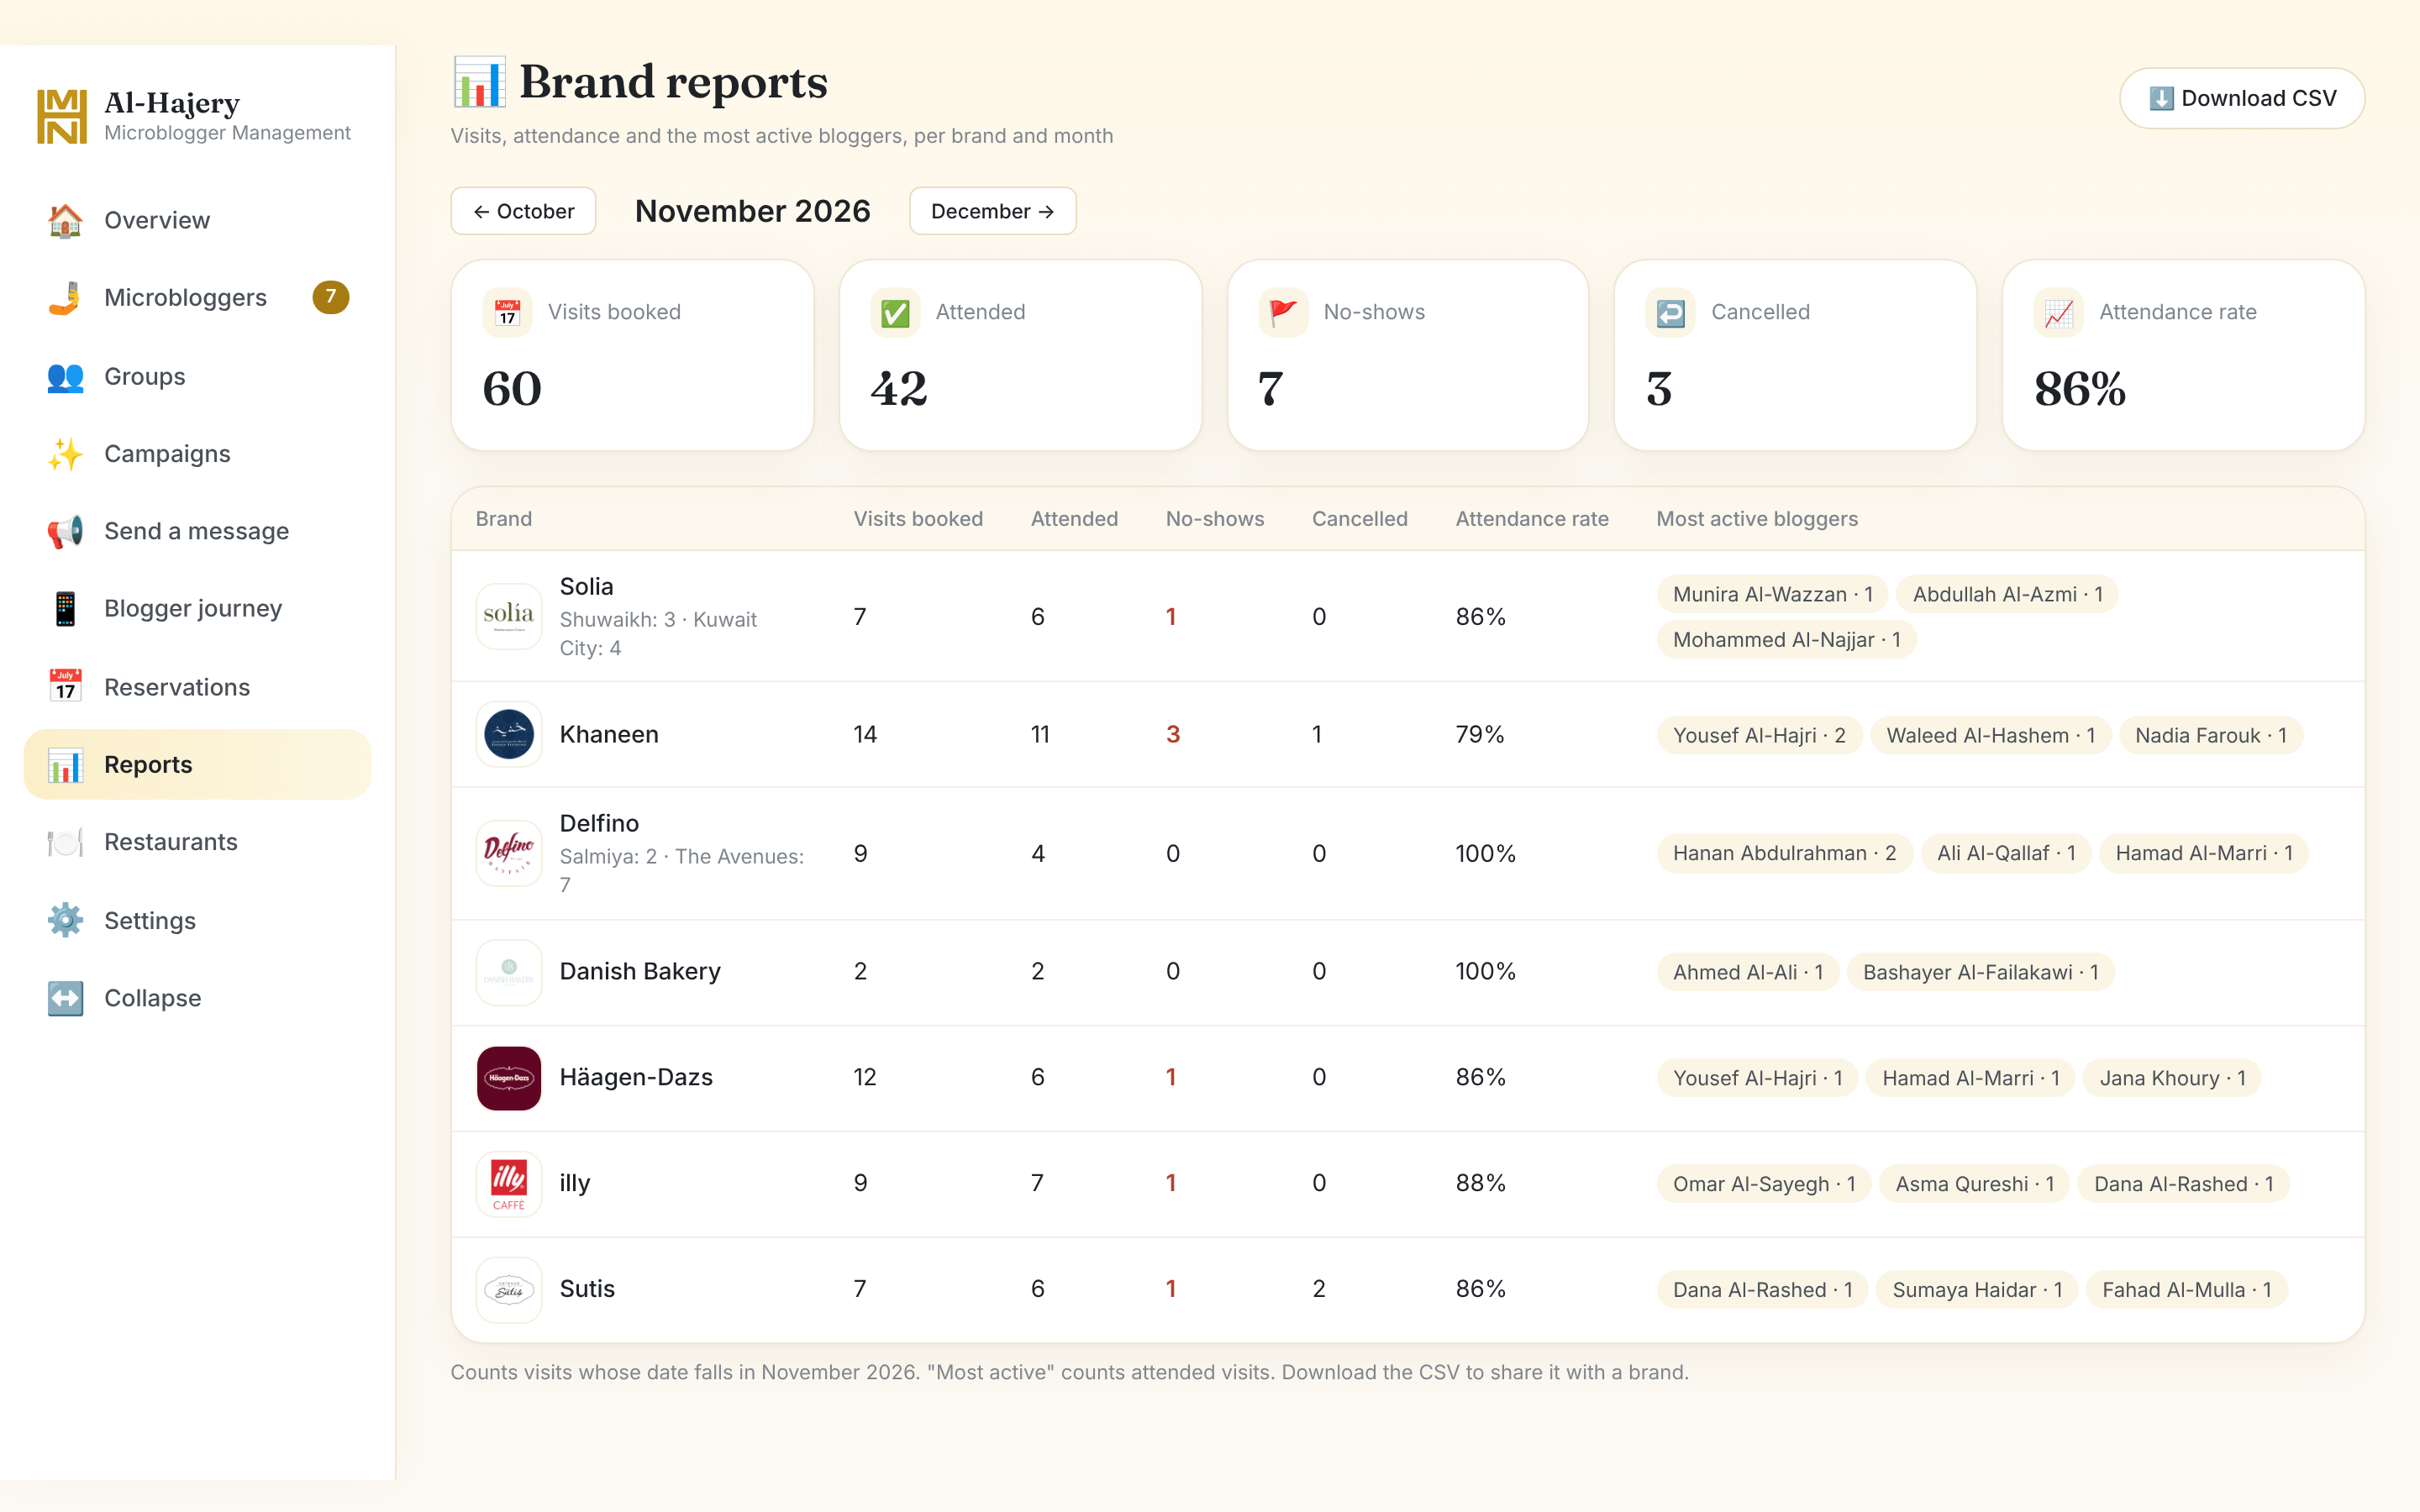 Al-Hajery
Microblogger Management
Overview
Microbloggers 7
Groups
Campaigns
Send a message
Blogger journey
Reservations
Reports
Restaurants
Settings
Collapse
Brand reports
Visits, attendance and the most active bloggers, per brand and month
Download CSV
← October November 2026 December →
Visits booked
60
Attended
42
No-shows
7
Cancelled
3
Attendance rate
86%
Brand Visits booked Attended No-shows Cancelled Attendance rate Most active bloggers
solia
Solia
Shuwaikh: 3 · Kuwait
City: 4
7 6 1 0 86%
Munira Al-Wazzan · 1 Abdullah Al-Azmi · 1
Mohammed Al-Najjar · 1
Khaneen 14 11 3 1 79% Yousef Al-Hajri · 2 Waleed Al-Hashem · 1 Nadia Farouk · 1
Delfino
Delfino
Salmiya: 2 · The Avenues:
7
9 4 0 0 100% Hanan Abdulrahman · 2 Ali Al-Qallaf · 1 Hamad Al-Marri · 1
DANISH BAKERY
Danish Bakery 2 2 0 0 100% Ahmed Al-Ali · 1 Bashayer Al-Failakawi · 1
Häagen-Dazs
Häagen-Dazs 12 6 1 0 86% Yousef Al-Hajri · 1 Hamad Al-Marri · 1 Jana Khoury · 1
illy
CAFFÈ
illy 9 7 1 0 88% Omar Al-Sayegh · 1 Asma Qureshi · 1 Dana Al-Rashed · 1
Sutis
Sutis 7 6 1 2 86% Dana Al-Rashed · 1 Sumaya Haidar · 1 Fahad Al-Mulla · 1
Counts visits whose date falls in November 2026. "Most active" counts attended visits. Download the CSV to share it with a brand.